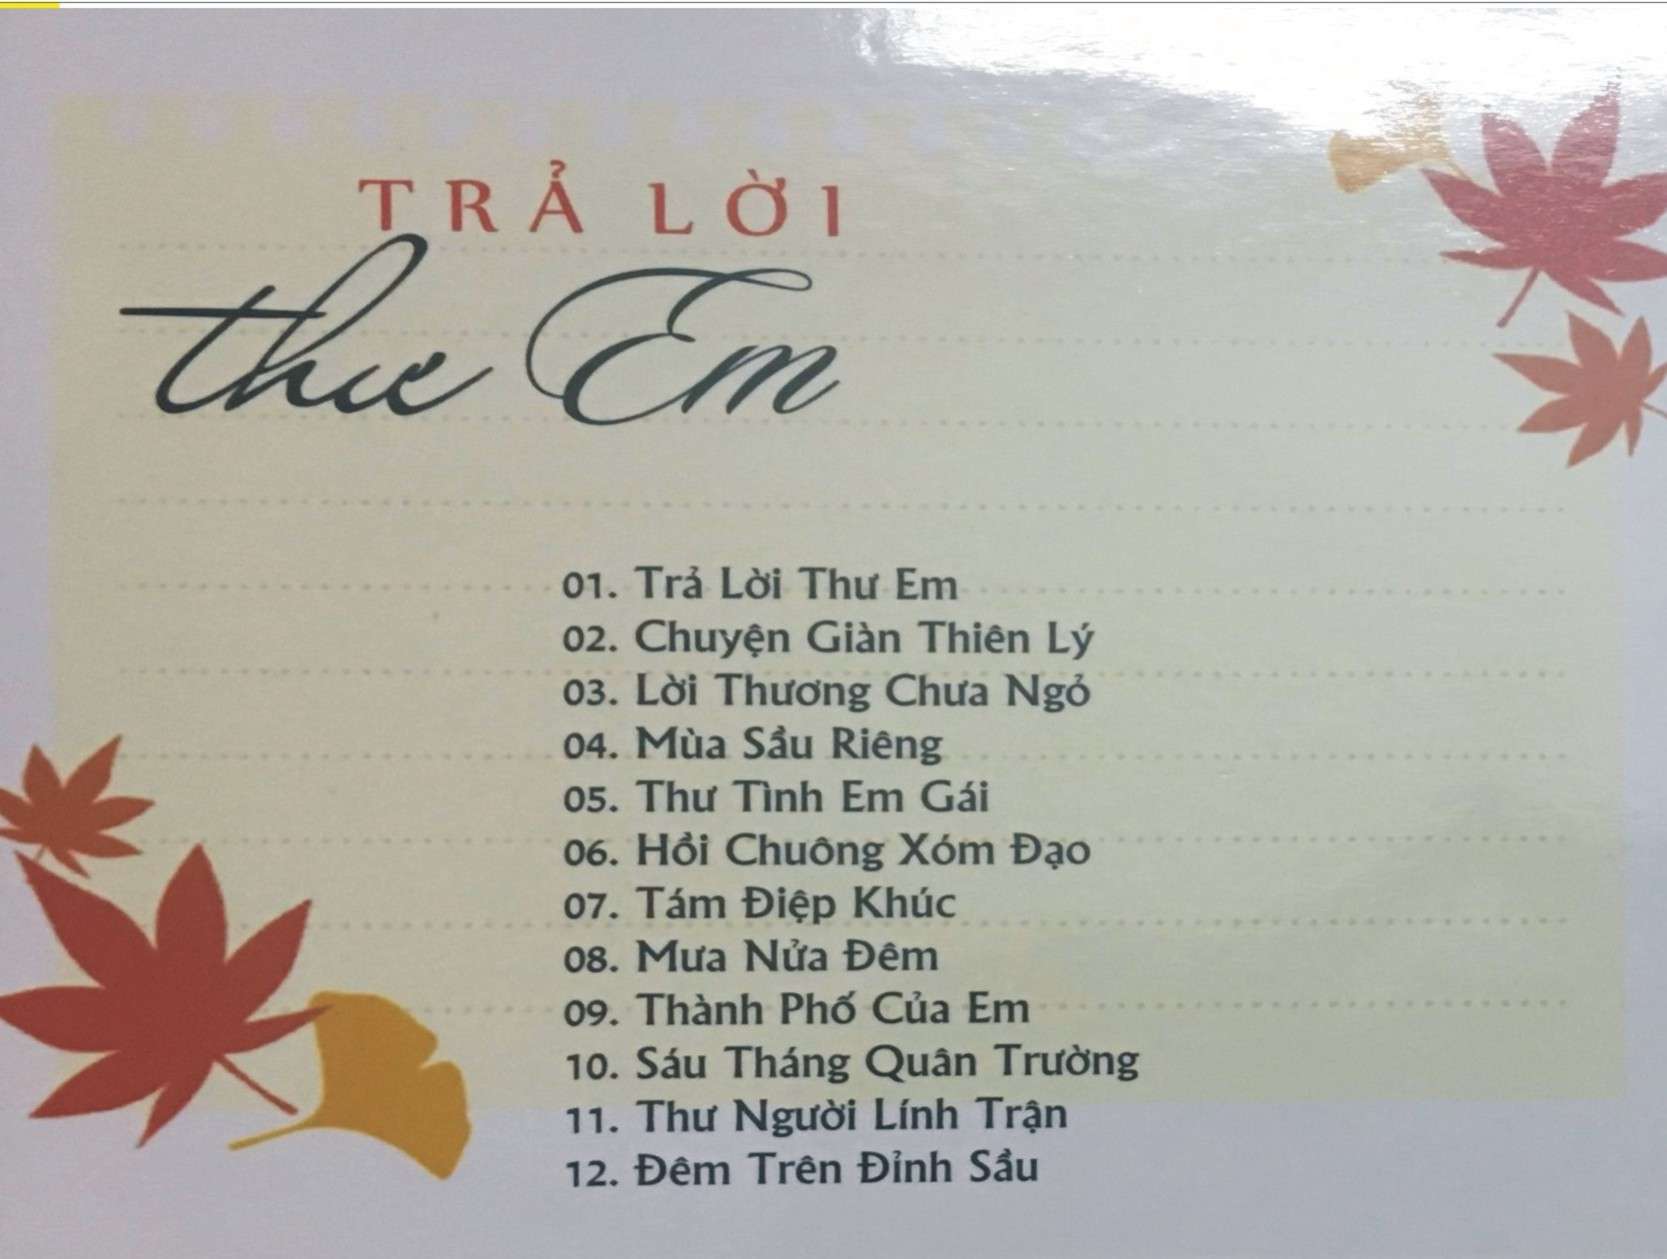 TRẢ LỜI
thư Em
01. Trả Lời Thư Em
02. Chuyện Giàn Thiên Lý
03. Lời Thương Chưa Ngỏ
04. Mùa Sầu Riêng
05. Thư Tình Em Gái
06. Hồi Chuông Xóm Đạo
07. Tám Điệp Khúc
08. Mưa Nửa Đêm
09. Thành Phố Của Em
10. Sáu Tháng Quân Trường
11. Thư Người Lính Trận
12. Đêm Trên Đỉnh Sầu